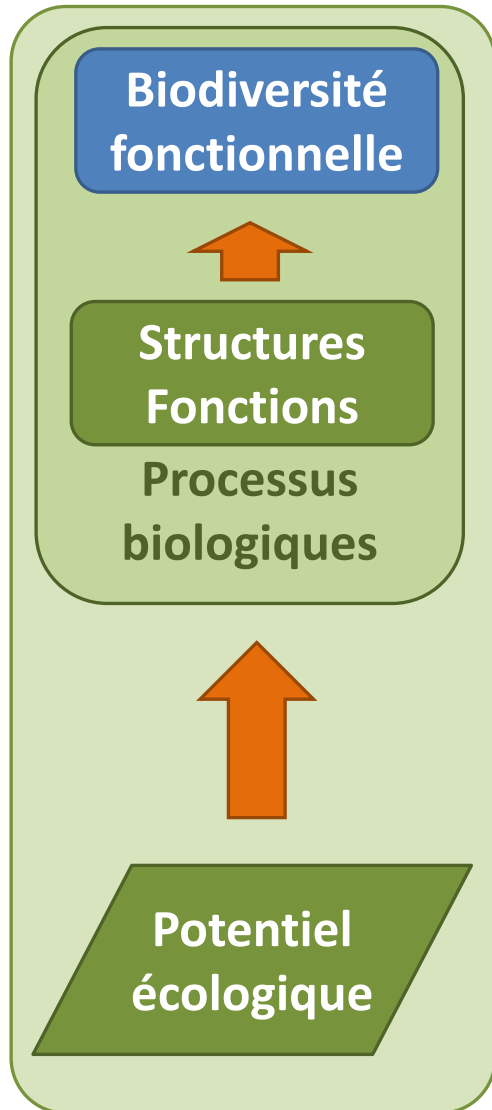 Biodiversité
fonctionnelle
Structures
Fonctions
Processus
biologiques
Potentiel
écologique